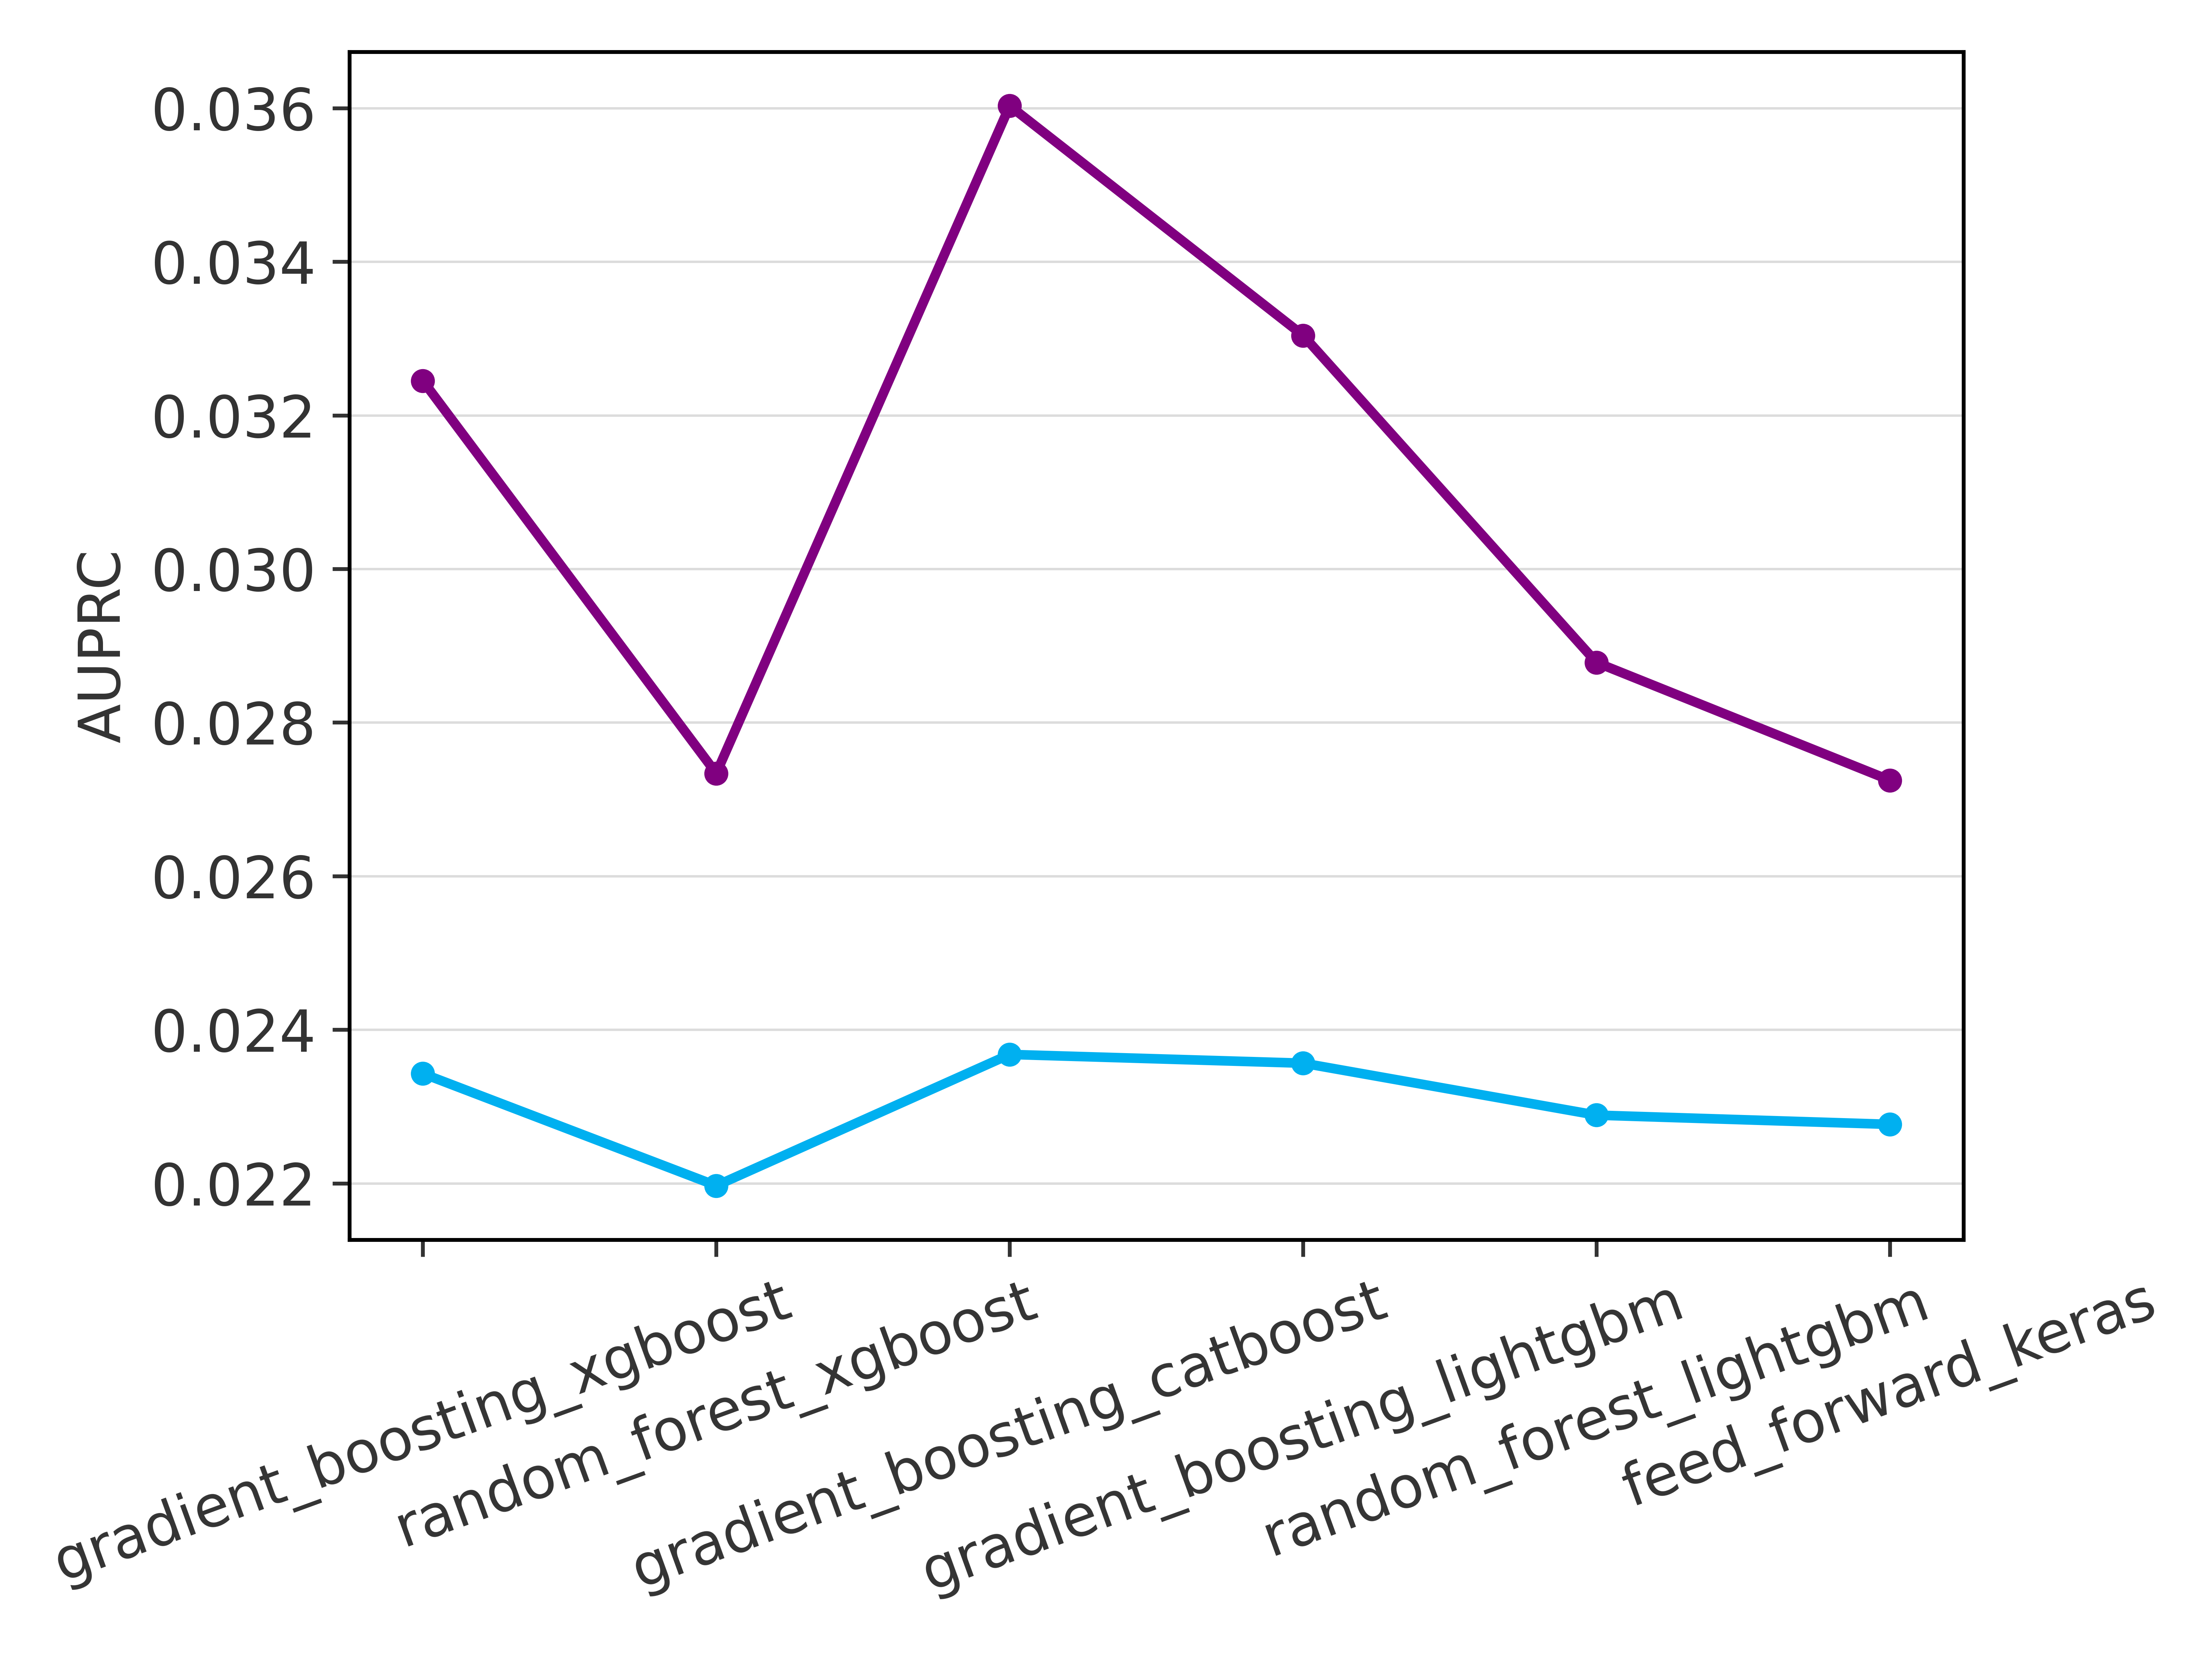 0.036
0.034
0.032
0.030
0.028
0.026
0.024
0.022
AUPRC
gradient_boosting_xgboost
random_forest_xgboost
gradient_boosting_catboost
gradient_boosting_lightgbm
random_forest_lightgbm
feed_forward_keras